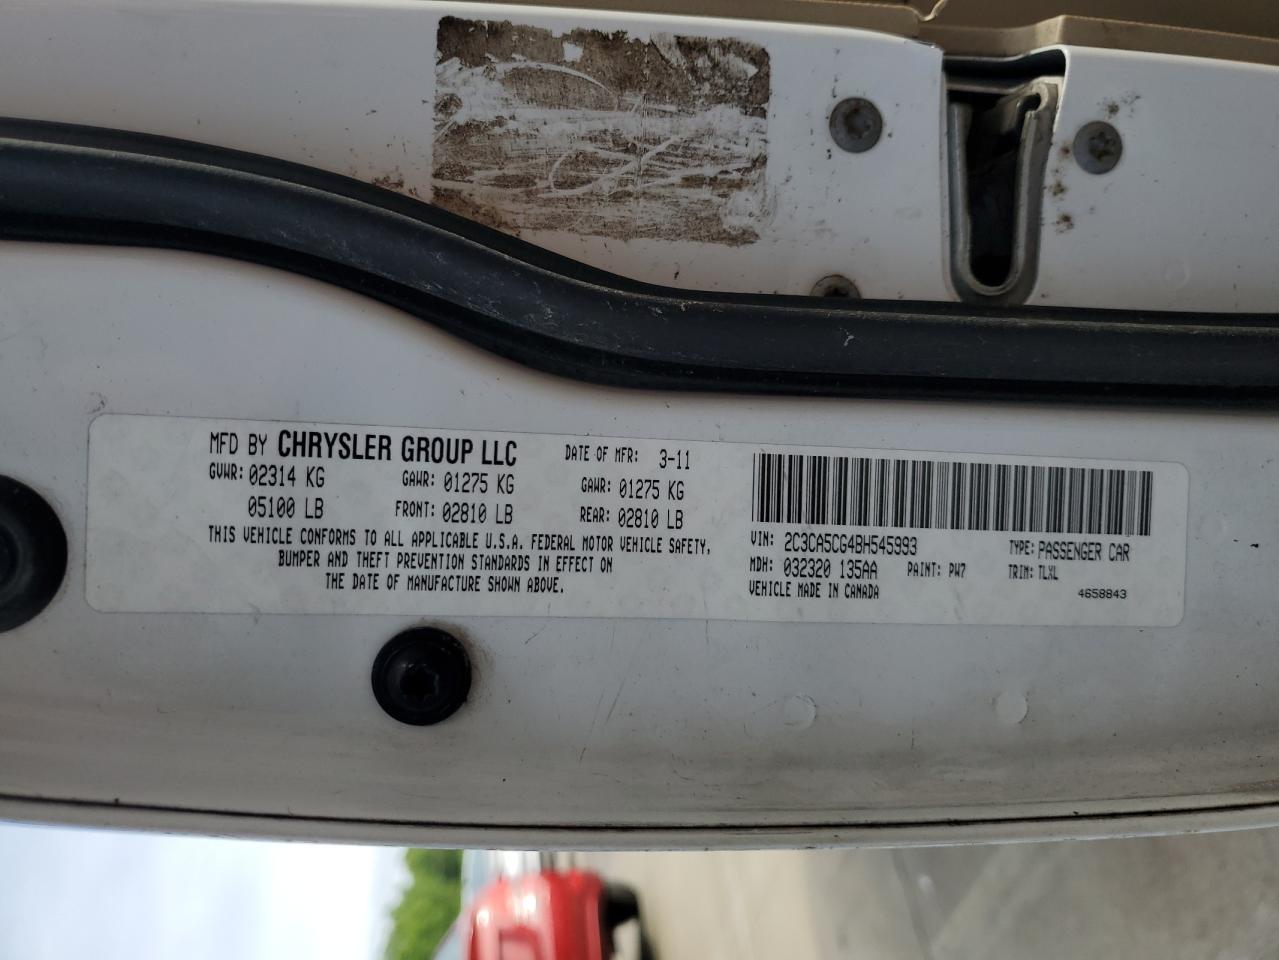 MFD BY CHRYSLER GROUP LLC DATE OF MFR: 3-11
GVWR: 02314 KG GAWR: 01275 KG GAWR: 01275 KG
05100 LB FRONT: 02810 LB REAR: 02810 LB
THIS VEHICLE CONFORMS TO ALL APPLICABLE U.S.A. FEDERAL MOTOR VEHICLE SAFETY,
BUMPER AND THEFT PREVENTION STANDARDS IN EFFECT ON
THE DATE OF MANUFACTURE SHOWN ABOVE.
VIN: 2C3CA5CG4BH545993 TYPE: PASSENGER CAR
MDH: 032320 135AA PAINT: PW7 TRIM: TLXL
VEHICLE MADE IN CANADA 4658843